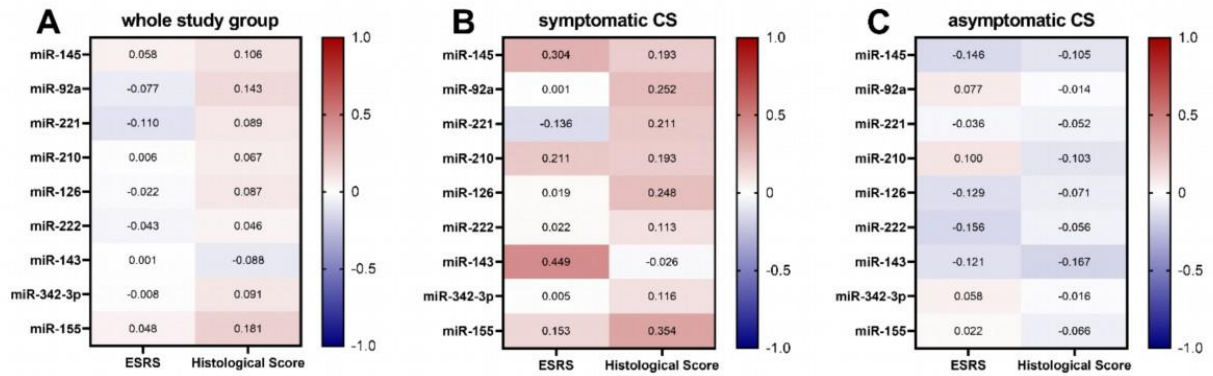 A whole study group
miR-145 0.058 0.106
miR-92a -0.077 0.143
miR-221 -0.110 0.089
miR-210 0.006 0.067
miR-126 -0.022 0.087
miR-222 -0.043 0.046
miR-143 0.001 -0.088
miR-342-3p -0.008 0.091
miR-155 0.048 0.181
ESRS Histological Score
1.0
0.5
0
-0.5
-1.0
B symptomatic CS
miR-145 0.304 0.193
miR-92a 0.001 0.252
miR-221 -0.136 0.211
miR-210 0.211 0.193
miR-126 0.019 0.248
miR-222 0.022 0.113
miR-143 0.449 -0.026
miR-342-3p 0.005 0.116
miR-155 0.153 0.354
ESRS Histological Score
1.0
0.5
0
-0.5
-1.0
C asymptomatic CS
miR-145 -0.146 -0.105
miR-92a 0.077 -0.014
miR-221 -0.036 -0.052
miR-210 0.100 -0.103
miR-126 -0.129 -0.071
miR-222 -0.156 -0.056
miR-143 -0.121 -0.167
miR-342-3p 0.058 -0.016
miR-155 0.022 -0.066
ESRS Histological Score
1.0
0.5
0
-0.5
-1.0